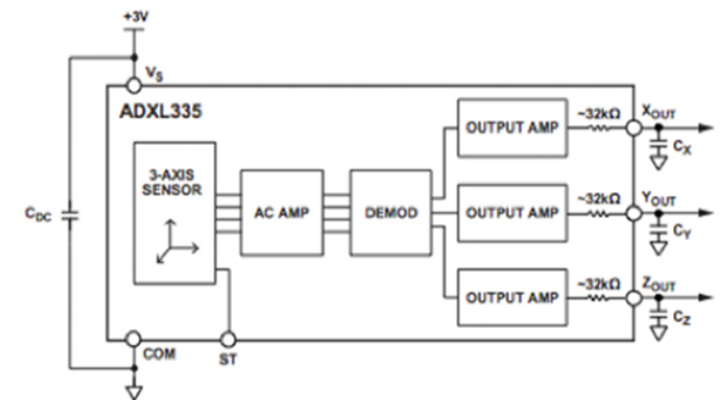 +3V
VS
ADXL335
3-AXIS
SENSOR
AC AMP
DEMOD
OUTPUT AMP
~32kΩ
XOUT
CX
OUTPUT AMP
~32kΩ
YOUT
CY
OUTPUT AMP
~32kΩ
ZOUT
CZ
CDC
COM
ST